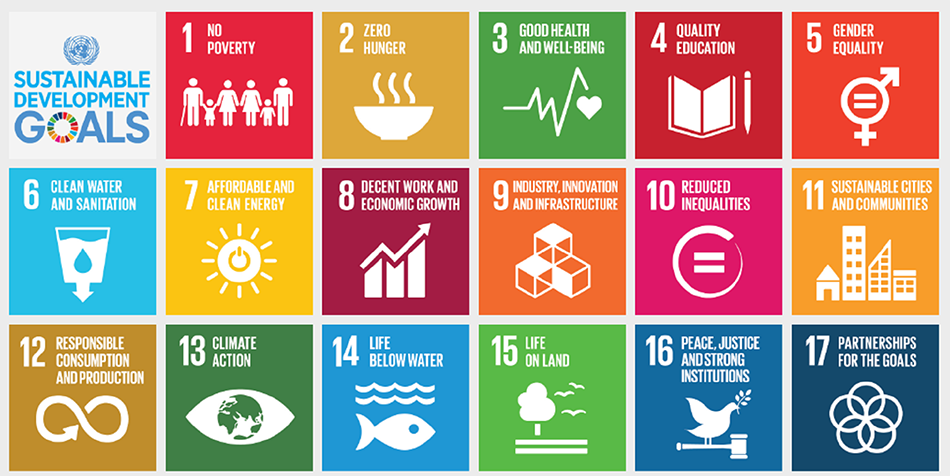 SUSTAINABLE
DEVELOPMENT
GOALS
1 NO
POVERTY
2 ZERO
HUNGER
3 GOOD HEALTH
AND WELL-BEING
4 QUALITY
EDUCATION
5 GENDER
EQUALITY
6 CLEAN WATER
AND SANITATION
7 AFFORDABLE AND
CLEAN ENERGY
8 DECENT WORK AND
ECONOMIC GROWTH
9 INDUSTRY, INNOVATION
AND INFRASTRUCTURE
10 REDUCED
INEQUALITIES
11 SUSTAINABLE CITIES
AND COMMUNITIES
12 RESPONSIBLE
CONSUMPTION
AND PRODUCTION
13 CLIMATE
ACTION
14 LIFE
BELOW WATER
15 LIFE
ON LAND
16 PEACE, JUSTICE
AND STRONG
INSTITUTIONS
17 PARTNERSHIPS
FOR THE GOALS